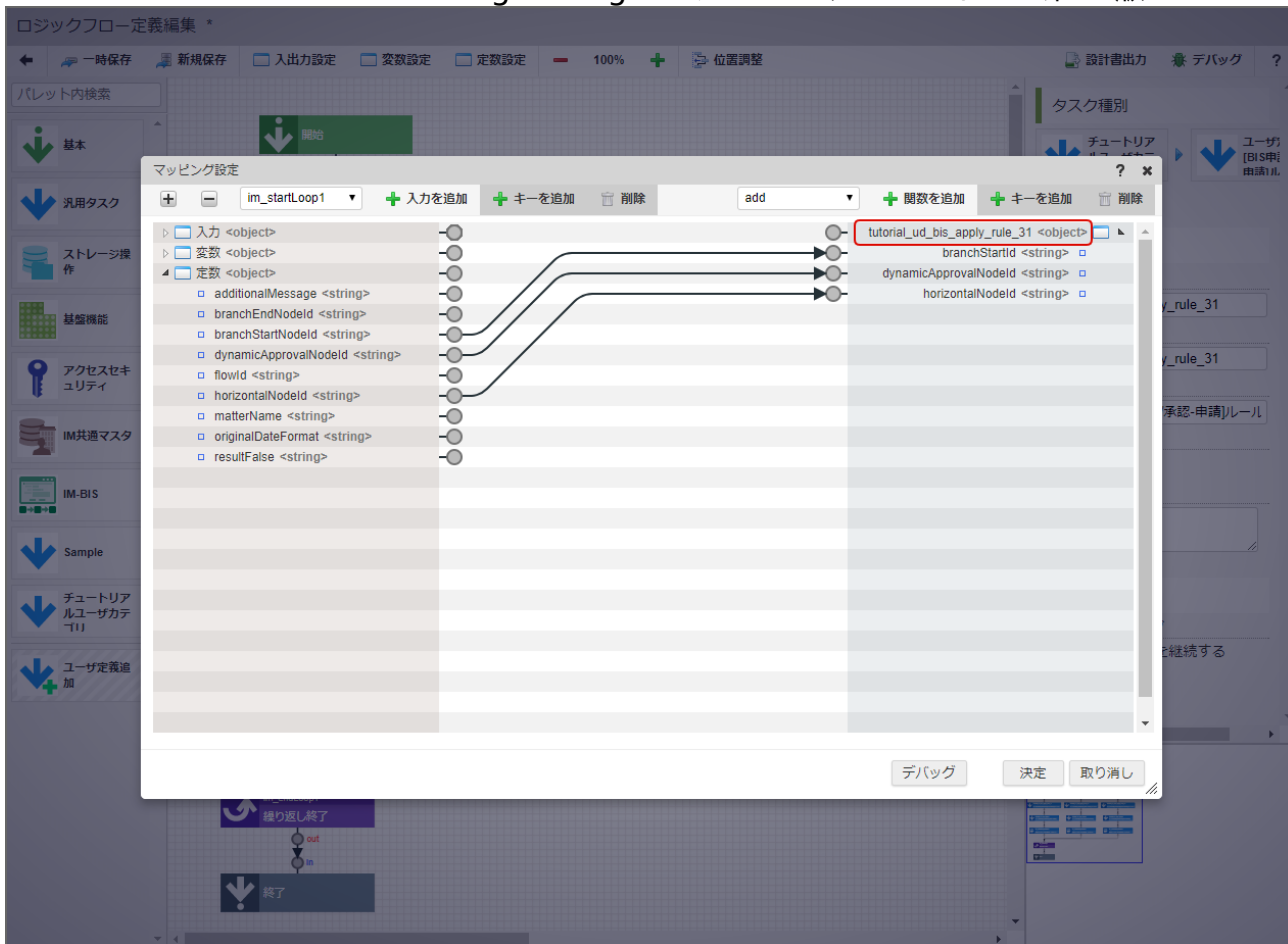 ロジックフロー定義編集 *
一時保存 新規保存 入出力設定 変数設定 定数設定 100% 位置調整 設計書出力 デバッグ ?
パレット内検索
タスク種別
基本
開始
チュートリア
ユーザ
[BIS申
マッピング設定 ? ×
im_startLoop1 入力を追加 キーを追加 削除 add 関数を追加 キーを追加 削除
汎用タスク
入力 <object> tutorial_ud_bis_apply_rule_31 <object>
変数 <object> branchStartId <string>
定数 <object> dynamicApprovalNodeId <string>
additionalMessage <string> horizontalNodeId <string>
branchEndNodeId <string>
branchStartNodeId <string>
dynamicApprovalNodeId <string>
flowId <string>
horizontalNodeId <string>
matterName <string>
originalDateFormat <string>
resultFalse <string>
ストレージ操
作
基盤機能
y_rule_31
アクセスセキ
ュリティ
y_rule_31
承認-申請]ルール
IM共通マスタ
IM-BIS
Sample
チュートリア
ルユーザカテ
ゴリ
ユーザ定義追
加
を継続する
デバッグ 決定 取り消し
繰り返し終了
out
in
終了